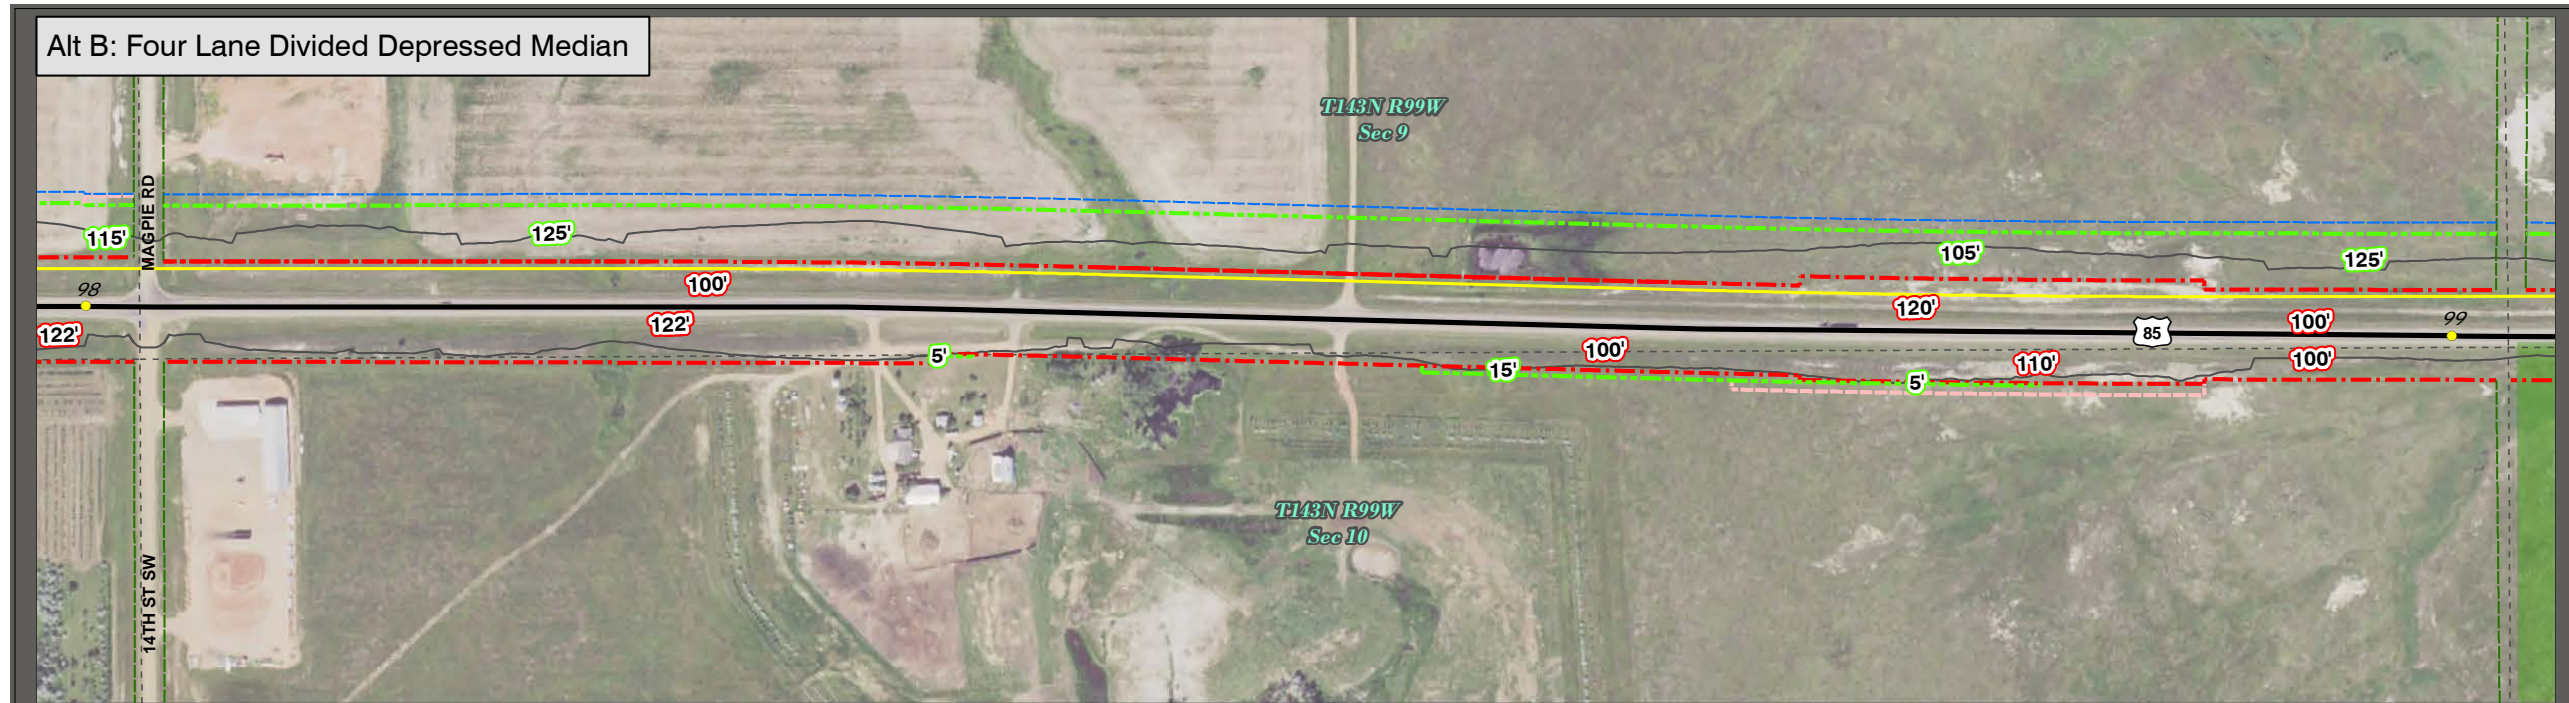 Alt B: Four Lane Divided Depressed Median
T143N R99W
Sec 9
MAGPIE RD
115'
125'
105'
125'
98
100'
120'
100'
99
122'
122'
85
5'
100'
15'
110'
100'
5'
T143N R99W
Sec 10
14TH ST SW